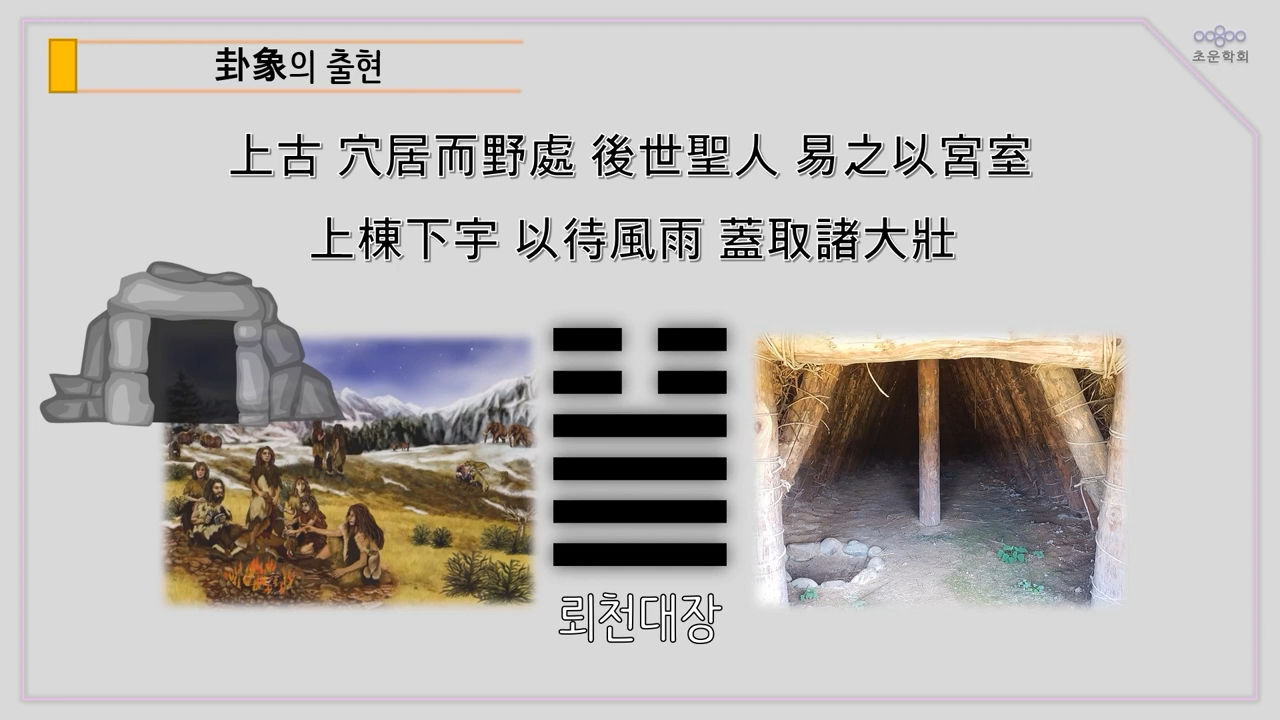 卦象의 출현
초운학회
上古 穴居而野處 後世聖人 易之以宮室
上棟下宇 以待風雨 蓋取諸大壯
뢰천대장